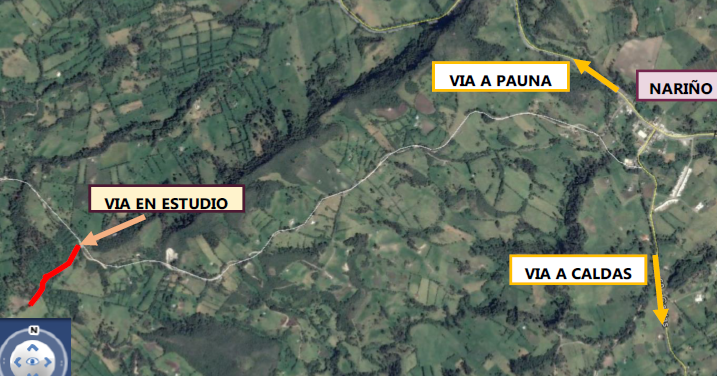 VIA A PAUNA
NARIÑO
VIA EN ESTUDIO
VIA A CALDAS
N